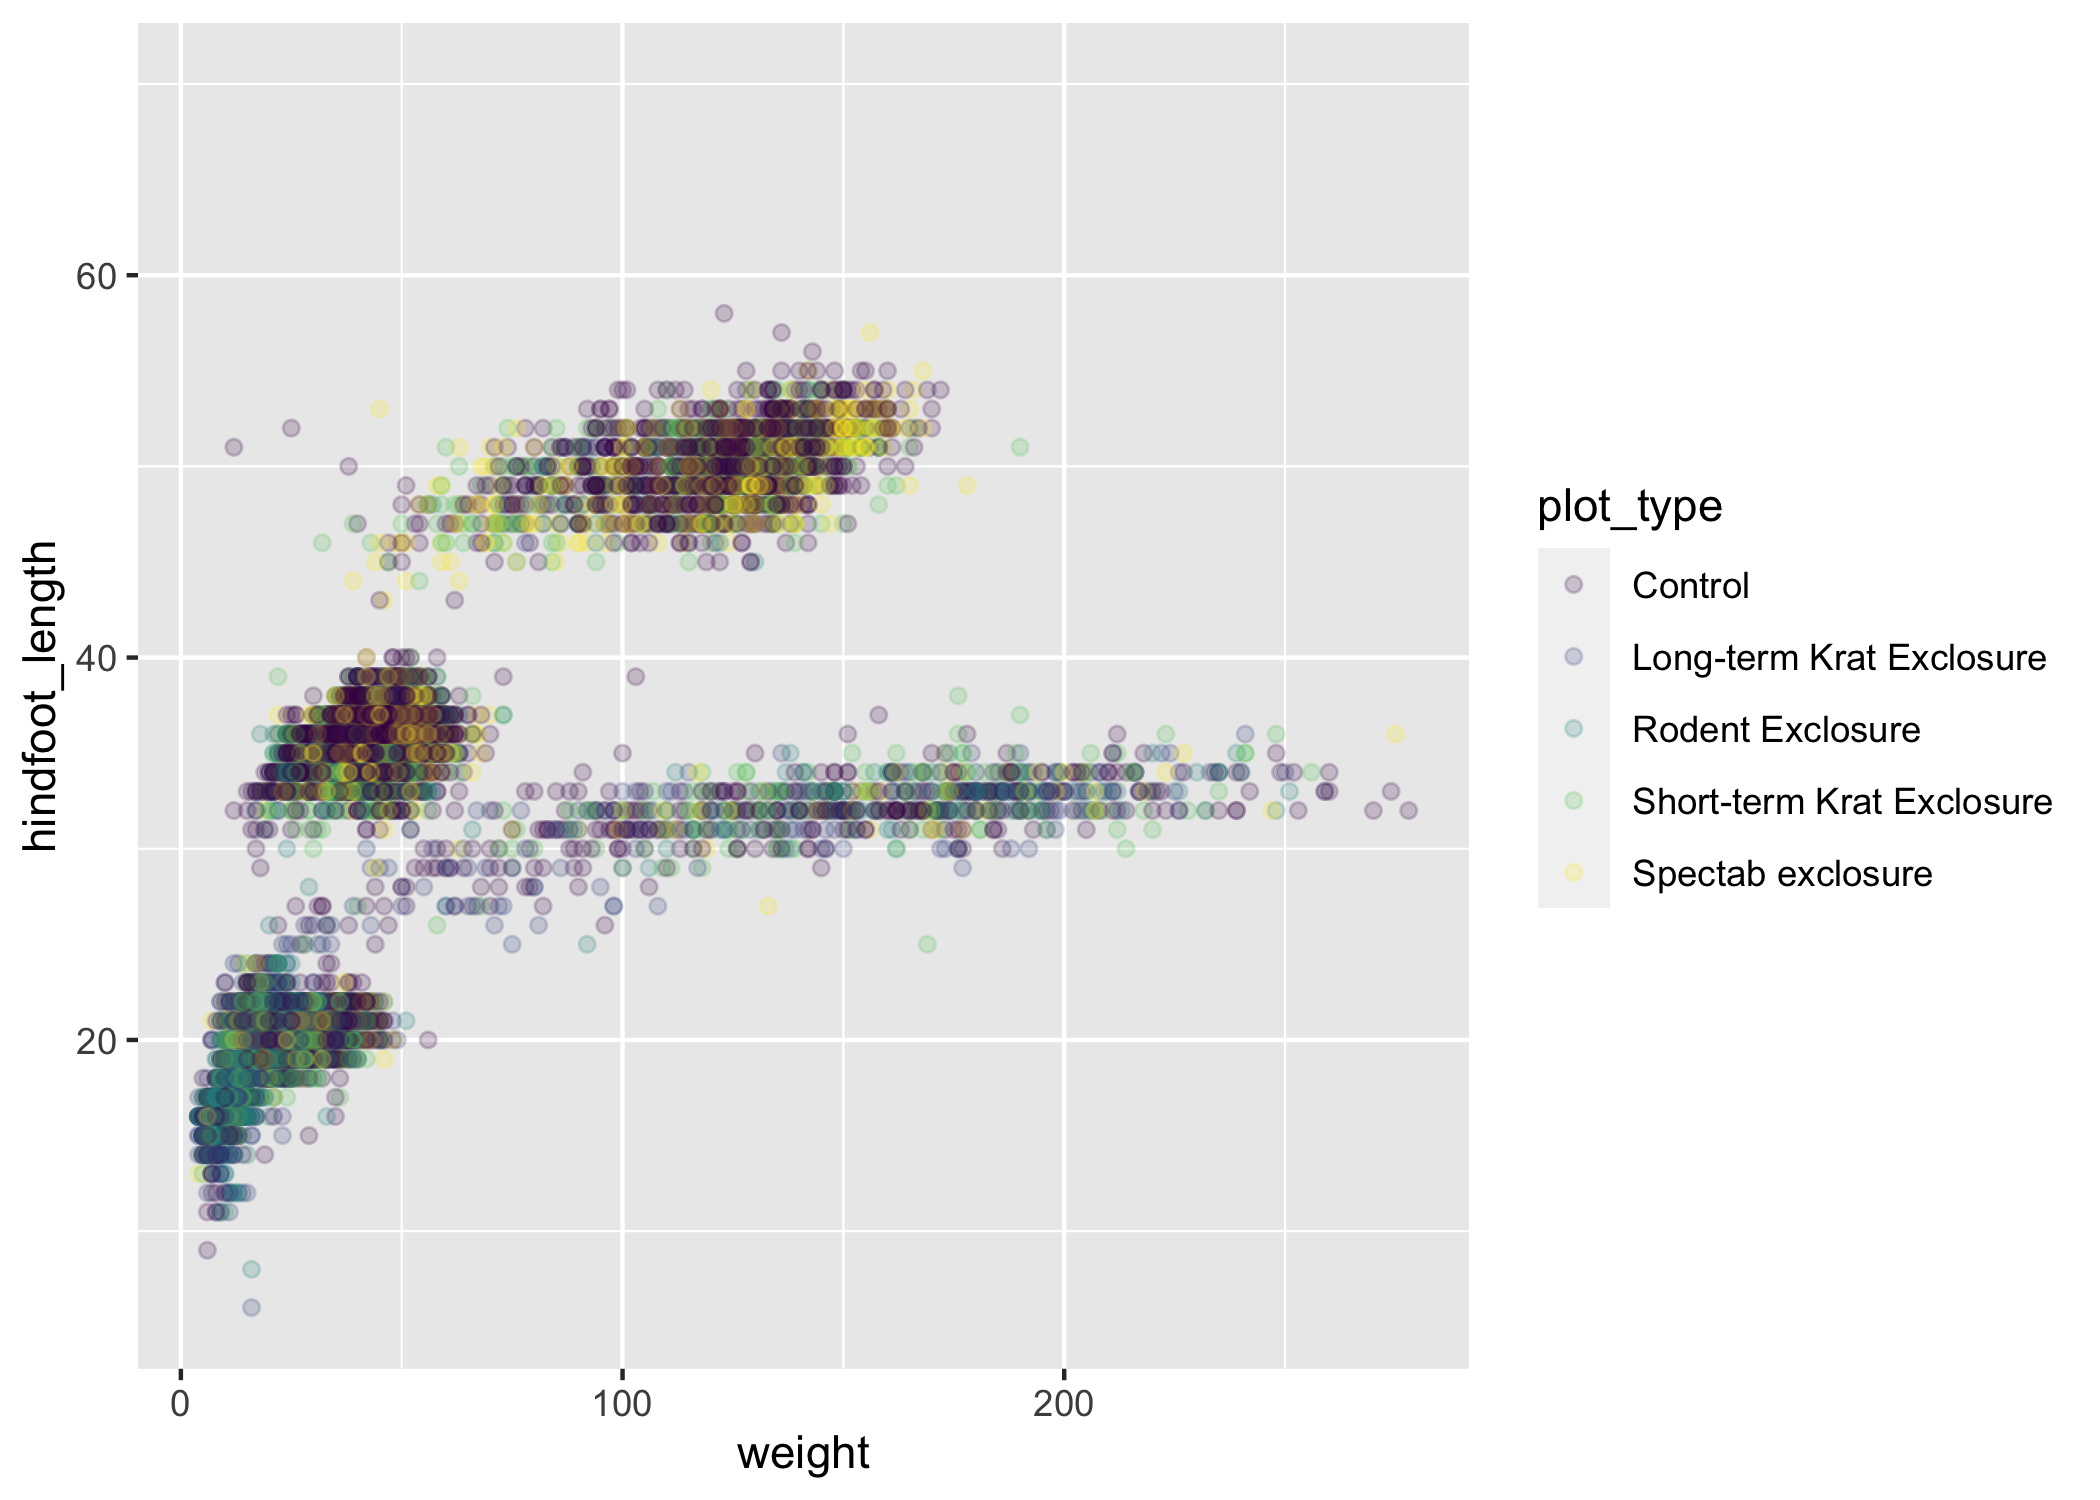 60
40
20
hindfoot_length
0 100 200
weight
plot_type
Control
Long-term Krat Exclosure
Rodent Exclosure
Short-term Krat Exclosure
Spectab exclosure